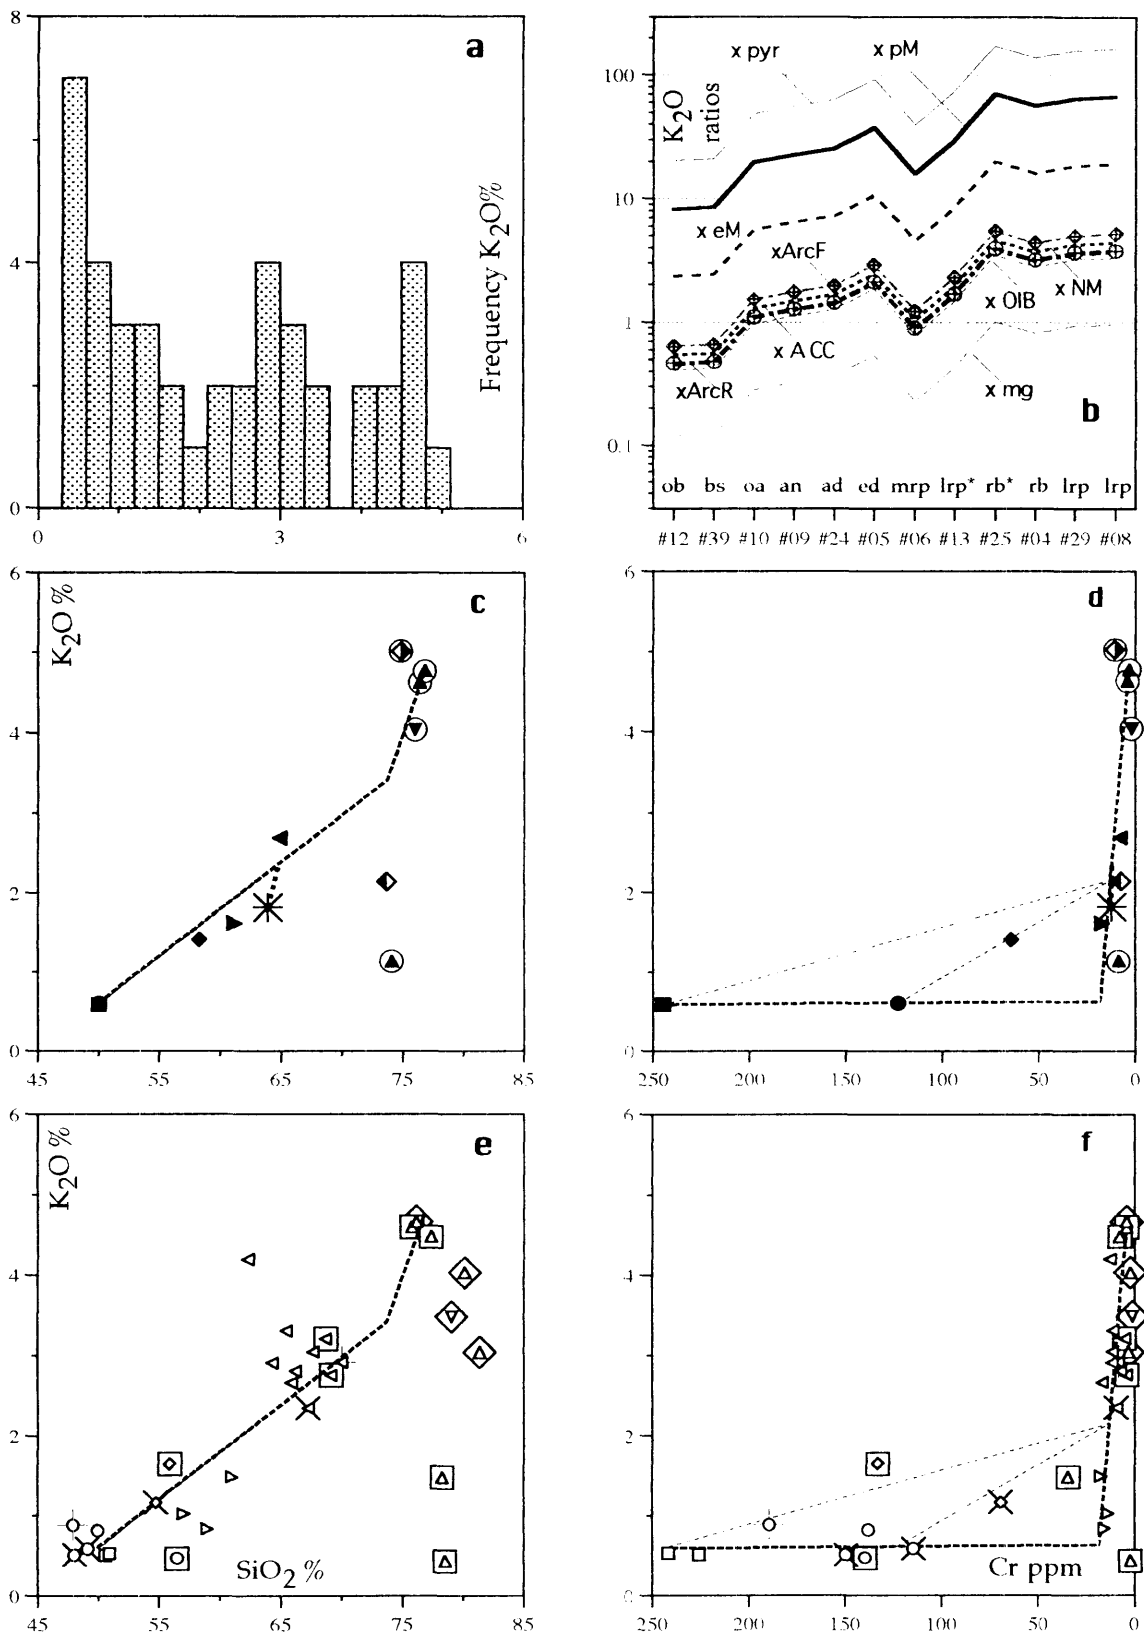 8
4
0
0 3 6
a
Frequency K2O%
100
10
1
0.1
K2O
ratios
x pyr
x pM
x eM
xArcF
x OIB
x NM
x ACC
xArcR
x mg
b
ob bs oa an ad ed mrp lrp* rb* rb lrp lrp
#12 #39 #10 #09 #24 #05 #06 #13 #25 #04 #29 #08
6
4
2
0
K2O %
c
45 55 65 75 85
6
4
2
0
d
250 200 150 100 50 0
6
4
2
0
K2O %
e
SiO2 %
45 55 65 75 85
6
4
2
0
f
Cr ppm
250 200 150 100 50 0